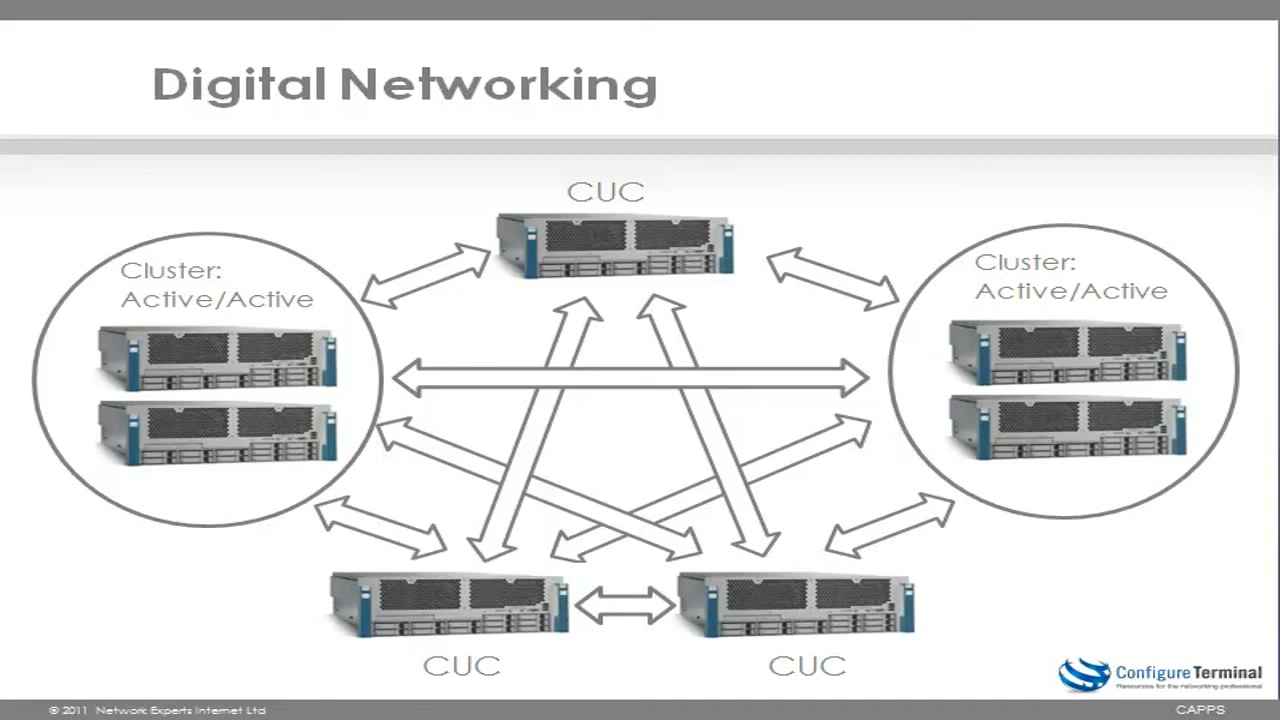 Digital Networking
CUC
Cluster:
Active/Active
Cluster:
Active/Active
CUC
CUC
Configure Terminal
Resources for the networking professional
© 2011 Network Experts Internet Ltd
CAPPS